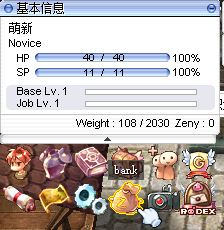 基本信息
萌新
Novice
HP 40 / 40 100%
SP 11 / 11 100%
Base Lv. 1
Job Lv. 1
Weight : 108 / 2030 Zeny : 0
bank
RODEX